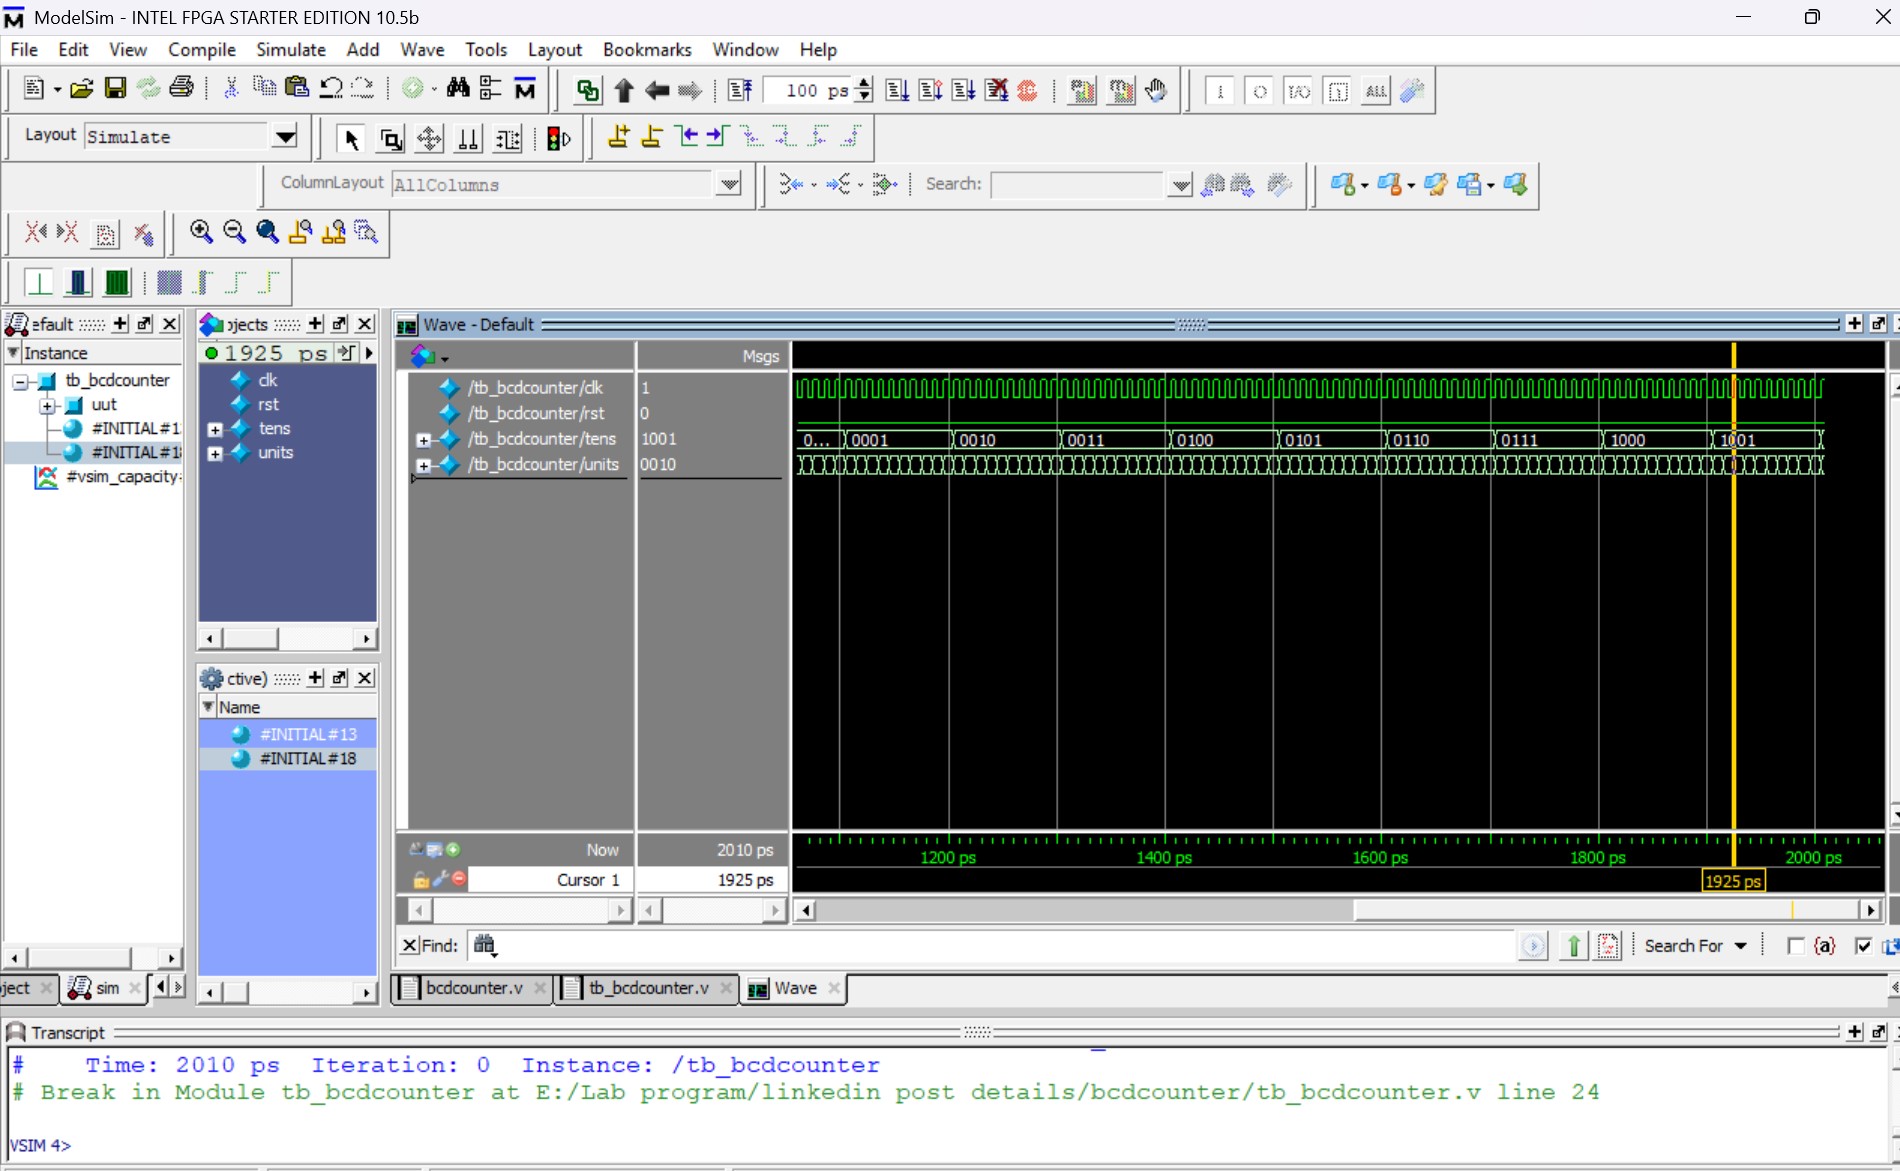 ModelSim - INTEL FPGA STARTER EDITION 10.5b
File Edit View Compile Simulate Add Wave Tools Layout Bookmarks Window Help
100 ps
ALL
Layout Simulate
ColumnLayout AllColumns
Search:
efault
Instance
tb_bcdcounter
uut
#INITIAL#1
#INITIAL#18
#vsim_capacity
jects
1925 ps
clk
rst
tens
units
ctive)
Name
#INITIAL#13
#INITIAL#18
Wave - Default
Msgs
/tb_bcdcounter/clk 1
/tb_bcdcounter/rst 0
/tb_bcdcounter/tens 1001 0... 0001 0010 0011 0100 0101 0110 0111 1000 1001
/tb_bcdcounter/units 0010
Now 2010 ps
1200 ps 1400 ps 1600 ps 1800 ps 2000 ps
Cursor 1 1925 ps
1925 ps
Find:
Search For
{a}
ject
sim
bcdcounter.v
tb_bcdcounter.v
Wave
Transcript
# Time: 2010 ps Iteration: 0 Instance: /tb_bcdcounter
# Break in Module tb_bcdcounter at E:/Lab program/linkedin post details/bcdcounter/tb_bcdcounter.v line 24
VSIM 4>